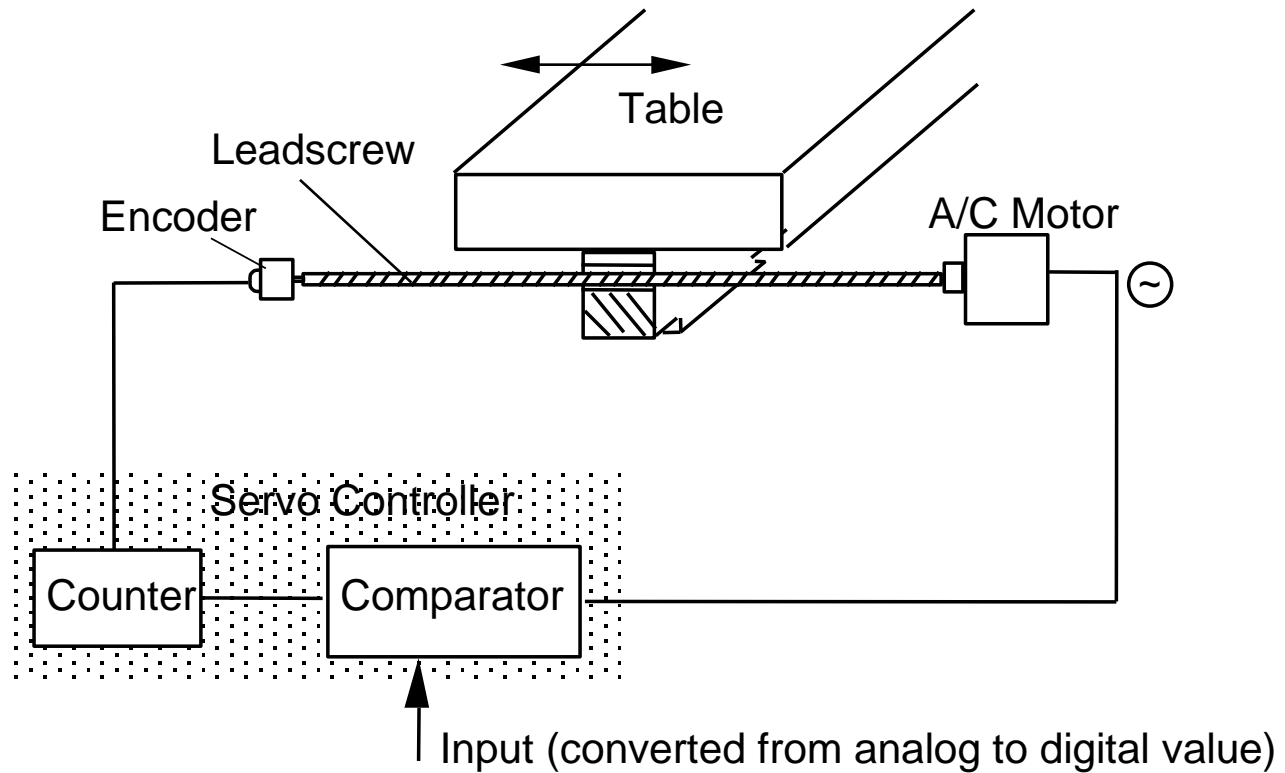 Table
Leadscrew
Encoder
A/C Motor
~
Servo Controller
Counter
Comparator
Input (converted from analog to digital value)